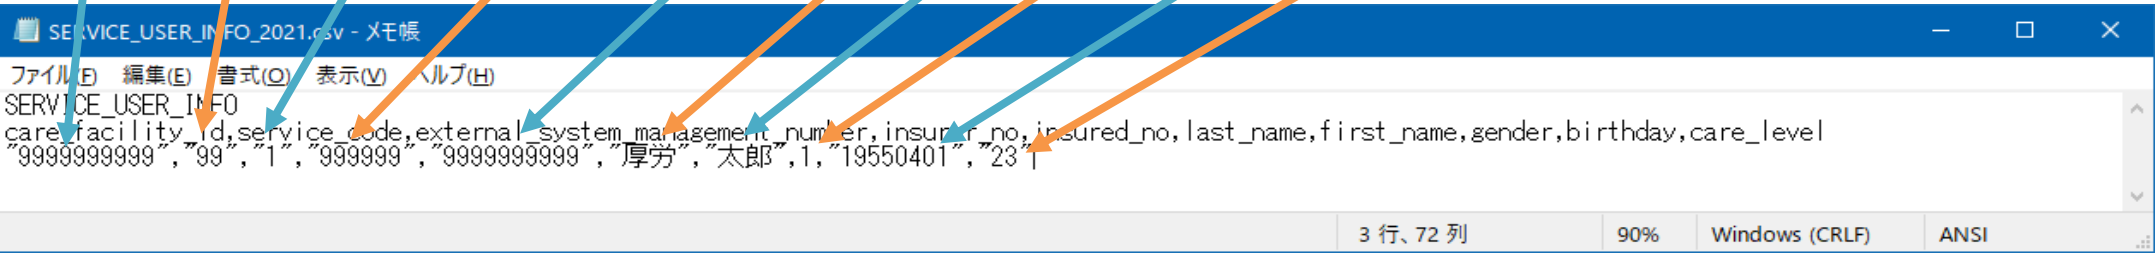 SERVICE_USER_INFO_2021.csv - メモ帳
ファイル(F) 編集(E) 書式(O) 表示(V) ヘルプ(H)
SERVICE_USER_INFO
care_facility_id,service_code,external_system_management_number,insurer_no,insured_no,last_name,first_name,gender,birthday,care_level
"9999999999","99","1","999999","9999999999","厚労","太郎",1,"19550401","23"
3 行、72 列 90% Windows (CRLF) ANSI